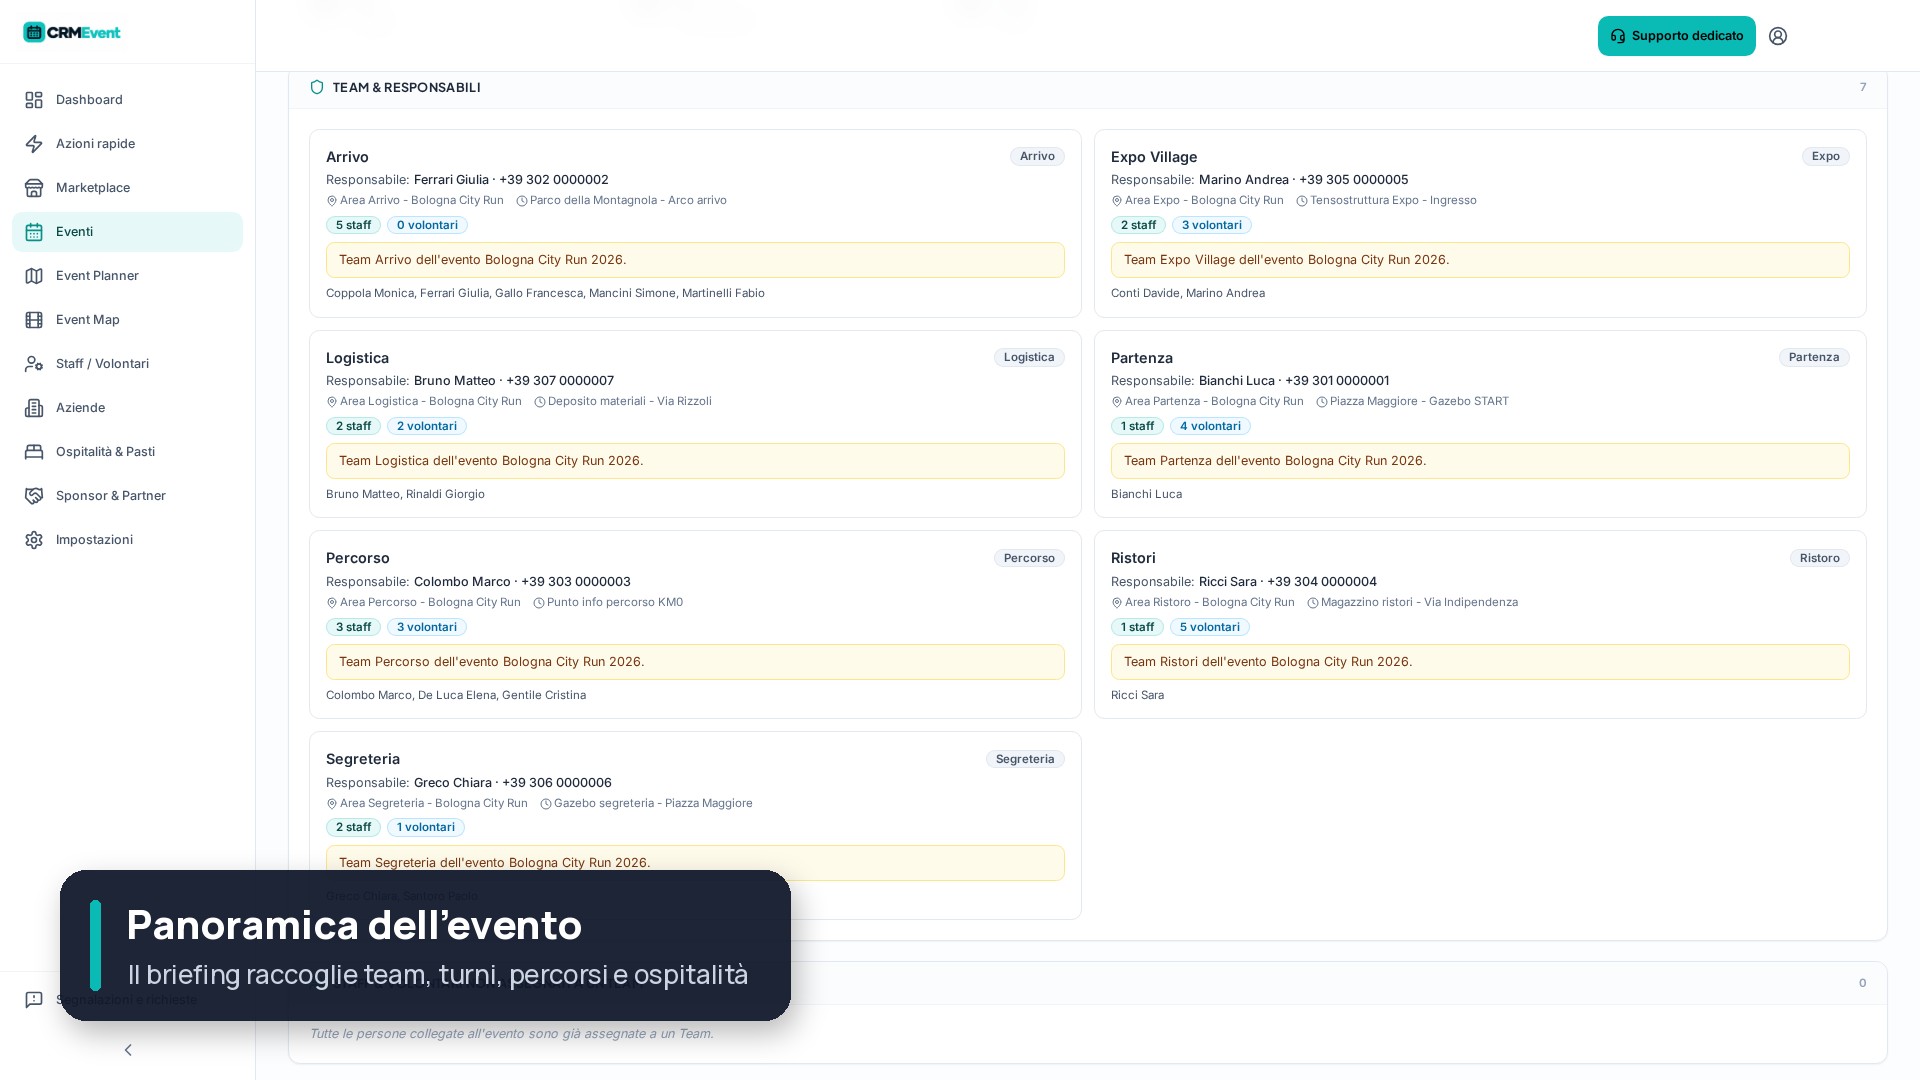 CRMEvent
Supporto dedicato
Dashboard
Azioni rapide
Marketplace
Eventi
Event Planner
Event Map
Staff / Volontari
Aziende
Ospitalità & Pasti
Sponsor & Partner
Impostazioni
Segnalazioni e richieste
TEAM & RESPONSABILI
7
Arrivo
Arrivo
Responsabile: Ferrari Giulia · +39 302 0000002
Area Arrivo - Bologna City Run Parco della Montagnola - Arco arrivo
5 staff 0 volontari
Team Arrivo dell'evento Bologna City Run 2026.
Coppola Monica, Ferrari Giulia, Gallo Francesca, Mancini Simone, Martinelli Fabio
Expo Village
Expo
Responsabile: Marino Andrea · +39 305 0000005
Area Expo - Bologna City Run Tensostruttura Expo - Ingresso
2 staff 3 volontari
Team Expo Village dell'evento Bologna City Run 2026.
Conti Davide, Marino Andrea
Logistica
Logistica
Responsabile: Bruno Matteo · +39 307 0000007
Area Logistica - Bologna City Run Deposito materiali - Via Rizzoli
2 staff 2 volontari
Team Logistica dell'evento Bologna City Run 2026.
Bruno Matteo, Rinaldi Giorgio
Partenza
Partenza
Responsabile: Bianchi Luca · +39 301 0000001
Area Partenza - Bologna City Run Piazza Maggiore - Gazebo START
1 staff 4 volontari
Team Partenza dell'evento Bologna City Run 2026.
Bianchi Luca
Percorso
Percorso
Responsabile: Colombo Marco · +39 303 0000003
Area Percorso - Bologna City Run Punto info percorso KM0
3 staff 3 volontari
Team Percorso dell'evento Bologna City Run 2026.
Colombo Marco, De Luca Elena, Gentile Cristina
Ristori
Ristoro
Responsabile: Ricci Sara · +39 304 0000004
Area Ristoro - Bologna City Run Magazzino ristori - Via Indipendenza
1 staff 5 volontari
Team Ristori dell'evento Bologna City Run 2026.
Ricci Sara
Segreteria
Segreteria
Responsabile: Greco Chiara · +39 306 0000006
Area Segreteria - Bologna City Run Gazebo segreteria - Piazza Maggiore
2 staff 1 volontari
Team Segreteria dell'evento Bologna City Run 2026.
Greco Chiara, Santoro Paolo
0
Tutte le persone collegate all'evento sono già assegnate a un Team.
Panoramica dell'evento
Il briefing raccoglie team, turni, percorsi e ospitalità